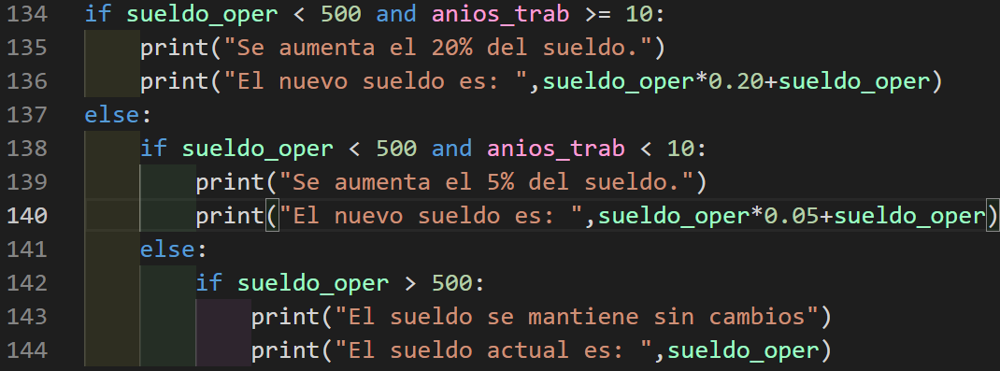 134 if sueldo_oper < 500 and anios_trab >= 10:
135     print("Se aumenta el 20% del sueldo.")
136     print("El nuevo sueldo es: ",sueldo_oper*0.20+sueldo_oper)
137 else:
138     if sueldo_oper < 500 and anios_trab < 10:
139         print("Se aumenta el 5% del sueldo.")
140         print("El nuevo sueldo es: ",sueldo_oper*0.05+sueldo_oper)
141     else:
142         if sueldo_oper > 500:
143             print("El sueldo se mantiene sin cambios")
144             print("El sueldo actual es: ",sueldo_oper)